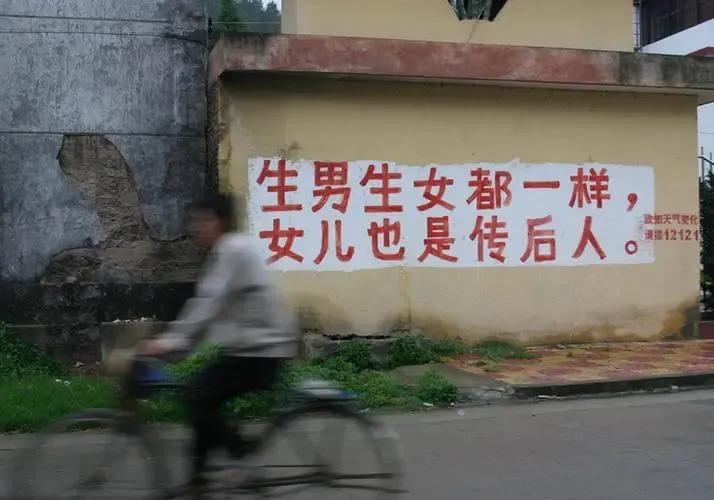 生男生女都一样，
女儿也是传后人。
欲知天气变化
请拨12121